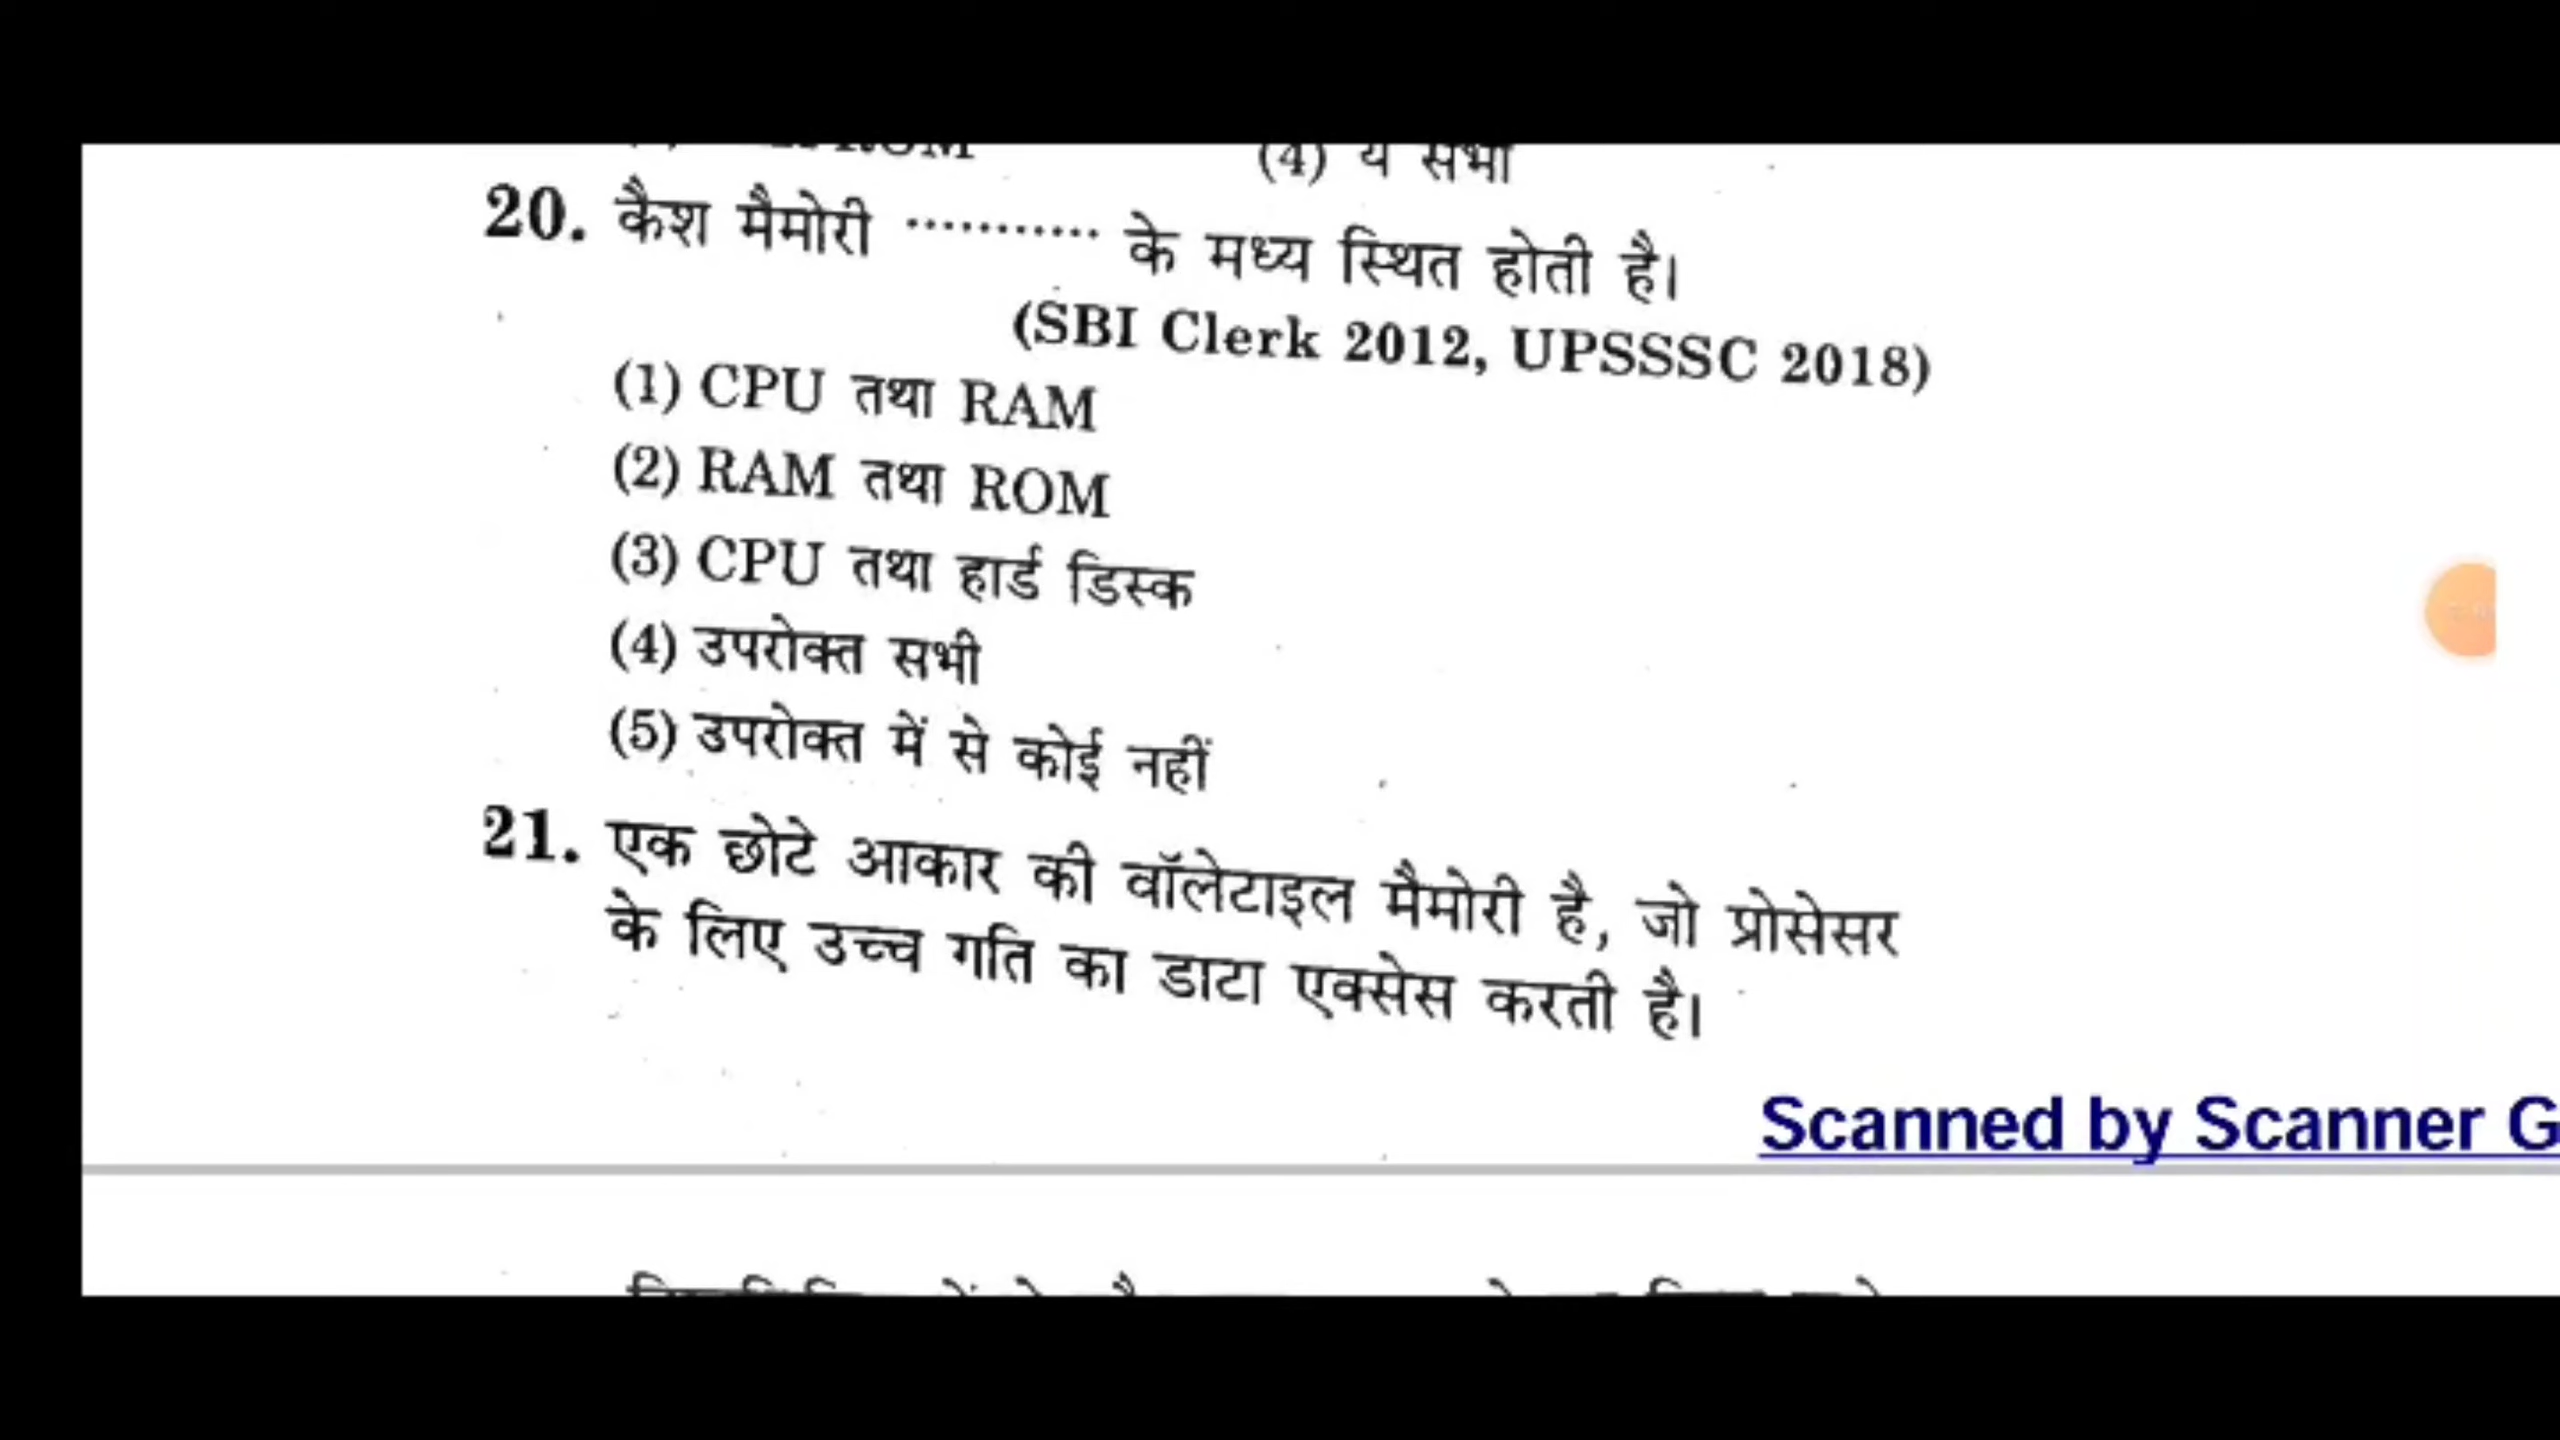 (4) ये सभी
20. कैश मैमोरी ........... के मध्य स्थित होती है।
(SBI Clerk 2012, UPSSSC 2018)
(1) CPU तथा RAM
(2) RAM तथा ROM
(3) CPU तथा हार्ड डिस्क
(4) उपरोक्त सभी
(5) उपरोक्त में से कोई नहीं
21. एक छोटे आकार की वॉलेटाइल मैमोरी है, जो प्रोसेसर
के लिए उच्च गति का डाटा एक्सेस करती है।
Scanned by Scanner G